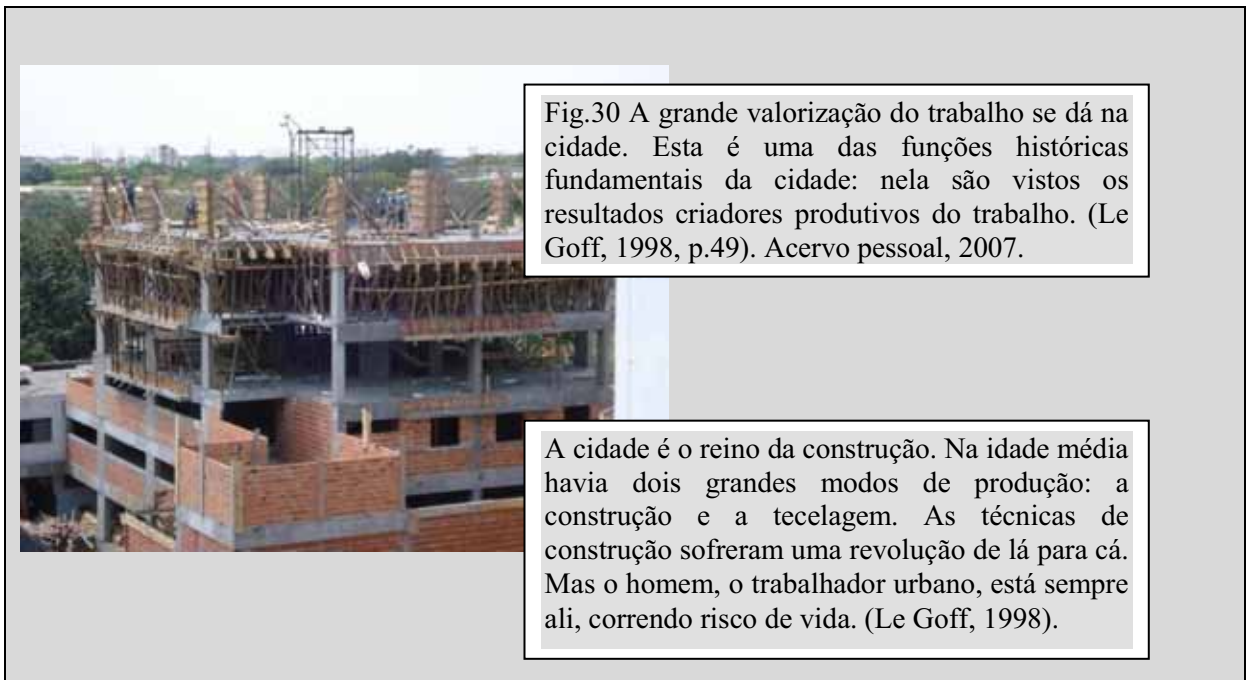 Fig.30 A grande valorização do trabalho se dá na
cidade. Esta é uma das funções históricas
fundamentais da cidade: nela são vistos os
resultados criadores produtivos do trabalho. (Le
Goff, 1998, p.49). Acervo pessoal, 2007.
A cidade é o reino da construção. Na idade média
havia dois grandes modos de produção: a
construção e a tecelagem. As técnicas de
construção sofreram uma revolução de lá para cá.
Mas o homem, o trabalhador urbano, está sempre
ali, correndo risco de vida. (Le Goff, 1998).